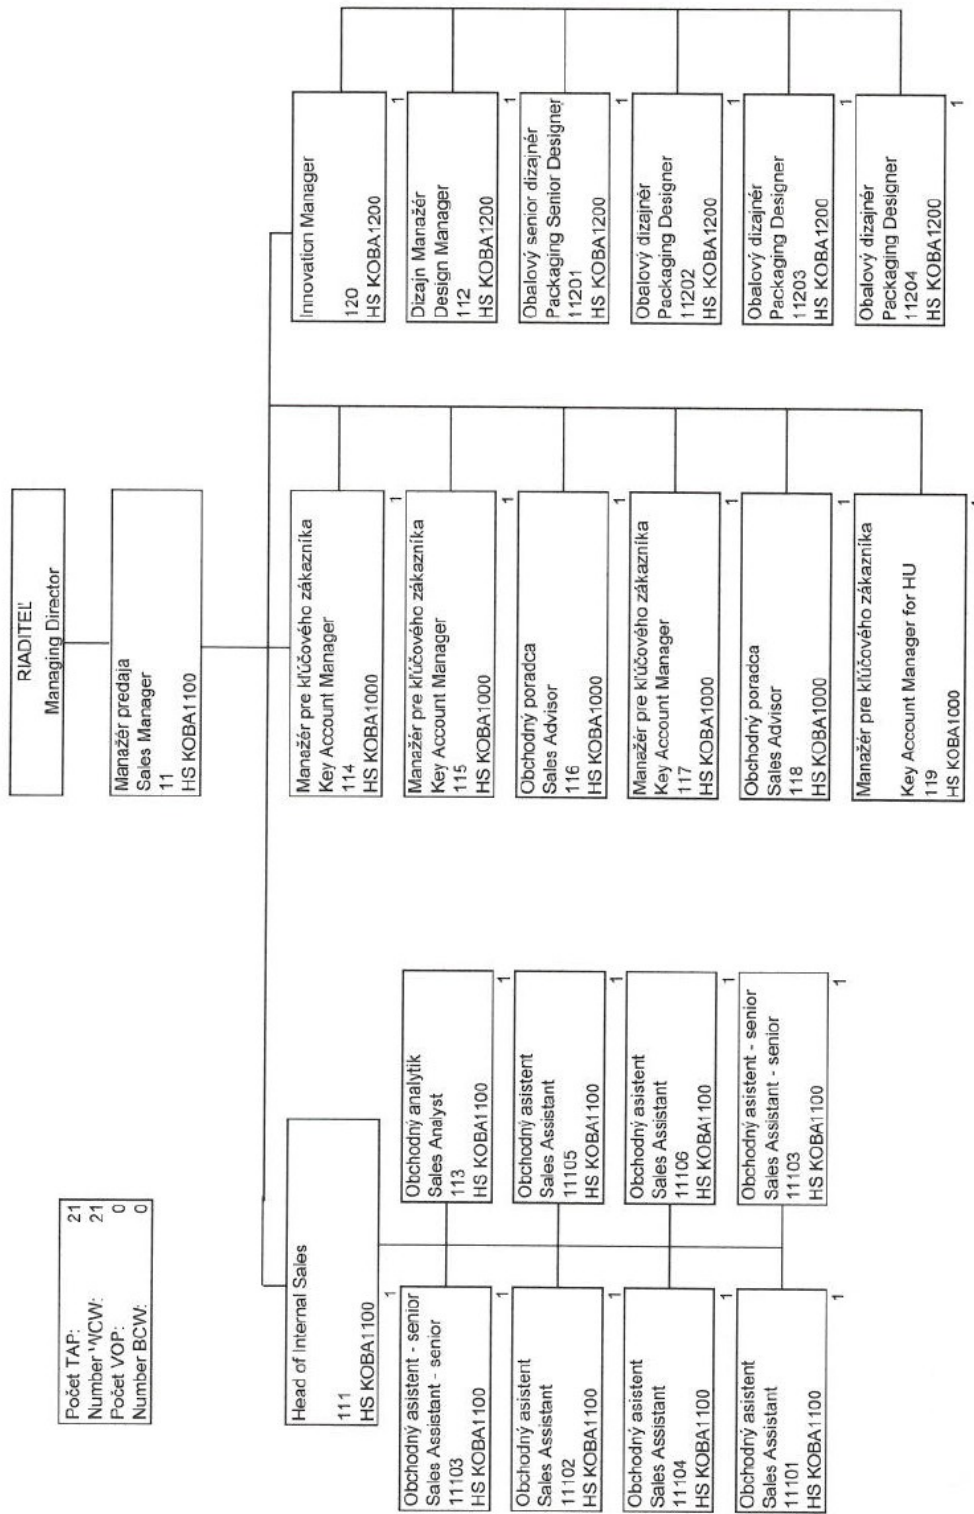 RIADITEĽ
Managing Director
Manažér predaja
Sales Manager
11
HS KOBA1100
Počet TAP: 21
Number WCW: 21
Počet VOP: 0
Number BCW: 0
Head of Internal Sales
111
HS KOBA1100
1
Obchodný asistent - senior
Sales Assistant - senior
11103
HS KOBA1100
1
Obchodný asistent
Sales Assistant
11102
HS KOBA1100
1
Obchodný asistent
Sales Assistant
11104
HS KOBA1100
1
Obchodný asistent
Sales Assistant
11101
HS KOBA1100
1
Obchodný analytik
Sales Analyst
113
HS KOBA1100
1
Obchodný asistent
Sales Assistant
11105
HS KOBA1100
1
Obchodný asistent
Sales Assistant
11106
HS KOBA1100
1
Obchodný asistent - senior
Sales Assistant - senior
11103
HS KOBA1100
1
Manažér pre kľúčového zákazníka
Key Account Manager
114
HS KOBA1000
1
Manažér pre kľúčového zákazníka
Key Account Manager
115
HS KOBA1000
1
Obchodný poradca
Sales Advisor
116
HS KOBA1000
1
Manažér pre kľúčového zákazníka
Key Account Manager
117
HS KOBA1000
1
Obchodný poradca
Sales Advisor
118
HS KOBA1000
1
Manažér pre kľúčového zákazníka
Key Account Manager for HU
119
HS KOBA1000
1
Innovation Manager
120
HS KOBA1200
1
Dizajn Manažér
Design Manager
112
HS KOBA1200
1
Obalový senior dizajnér
Packaging Senior Designer
11201
HS KOBA1200
1
Obalový dizajnér
Packaging Designer
11202
HS KOBA1200
1
Obalový dizajnér
Packaging Designer
11203
HS KOBA1200
1
Obalový dizajnér
Packaging Designer
11204
HS KOBA1200
1